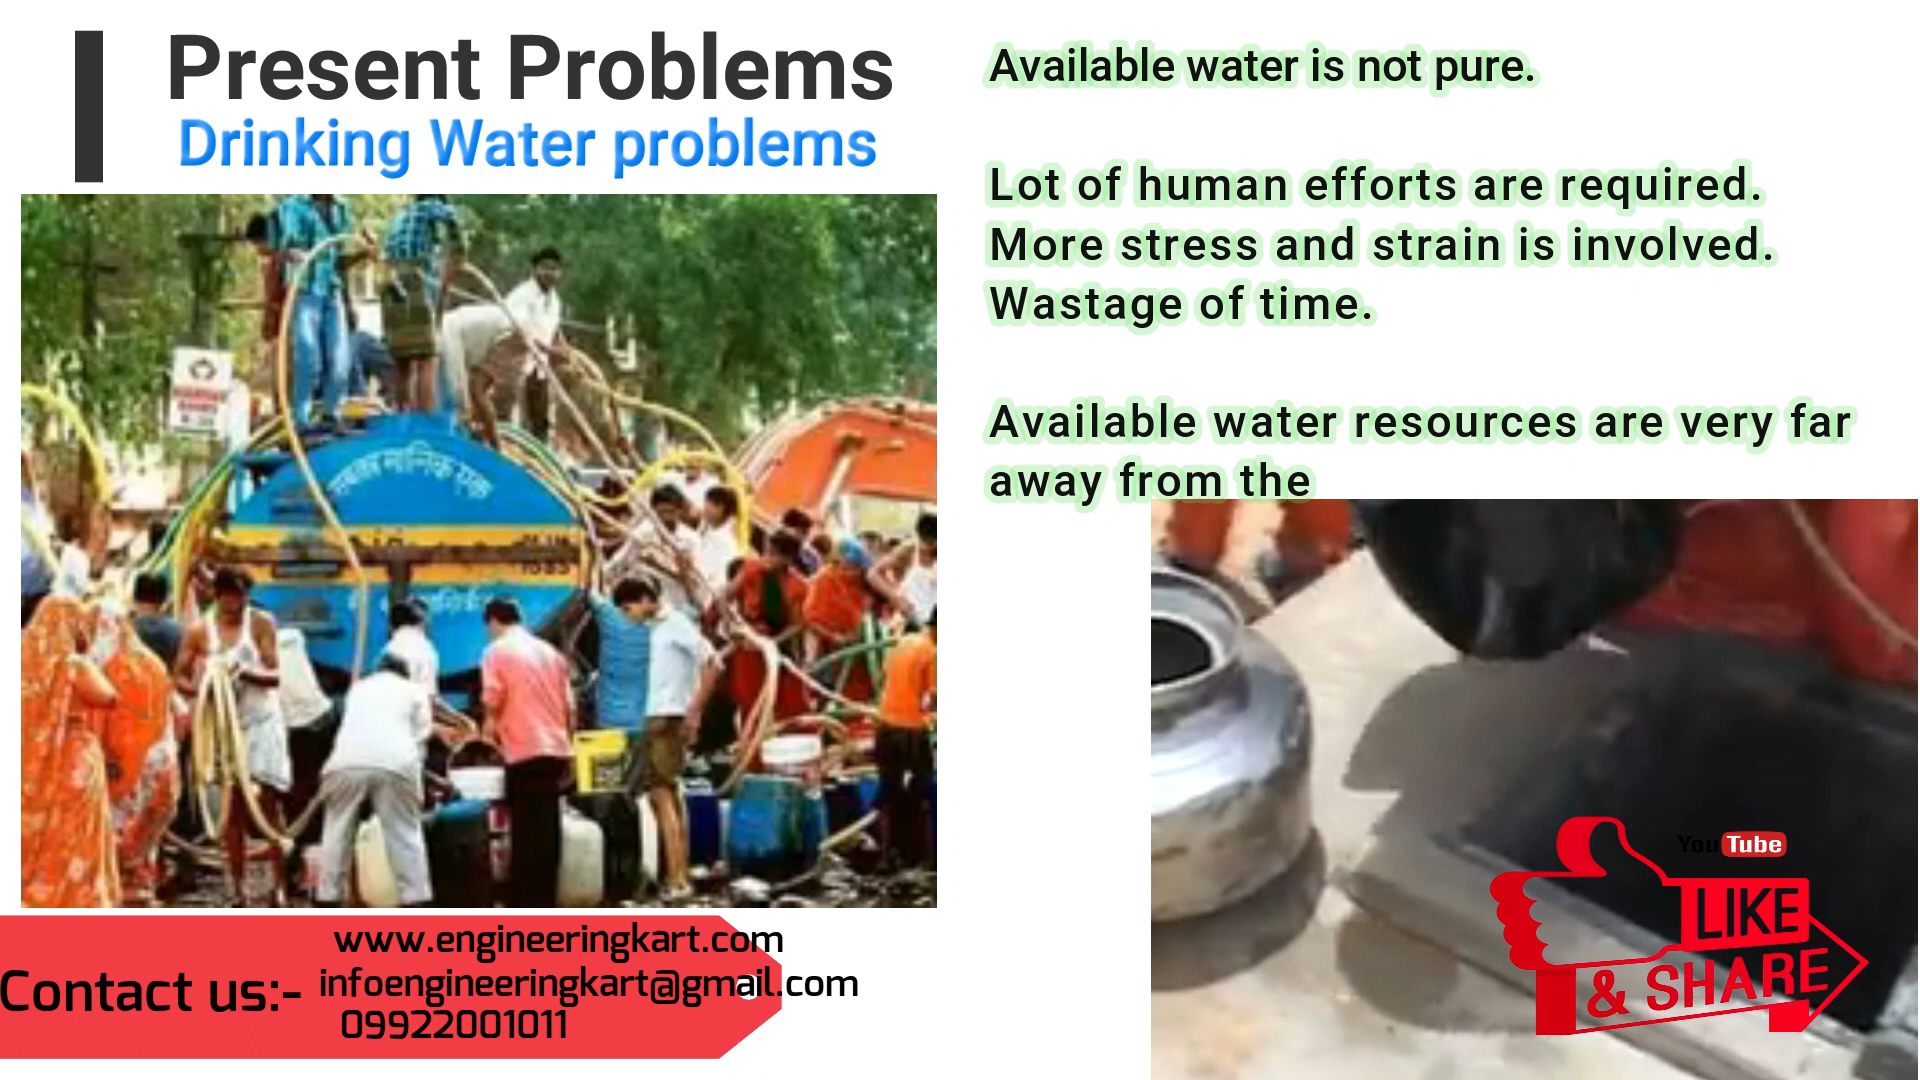 Present Problems
Drinking Water problems
Available water is not pure.
Lot of human efforts are required.
More stress and strain is involved.
Wastage of time.
Available water resources are very far
away from the
Contact us:-
www.engineeringkart.com
infoengineeringkart@gmail.com
09922001011
YouTube
LIKE
& SHARE